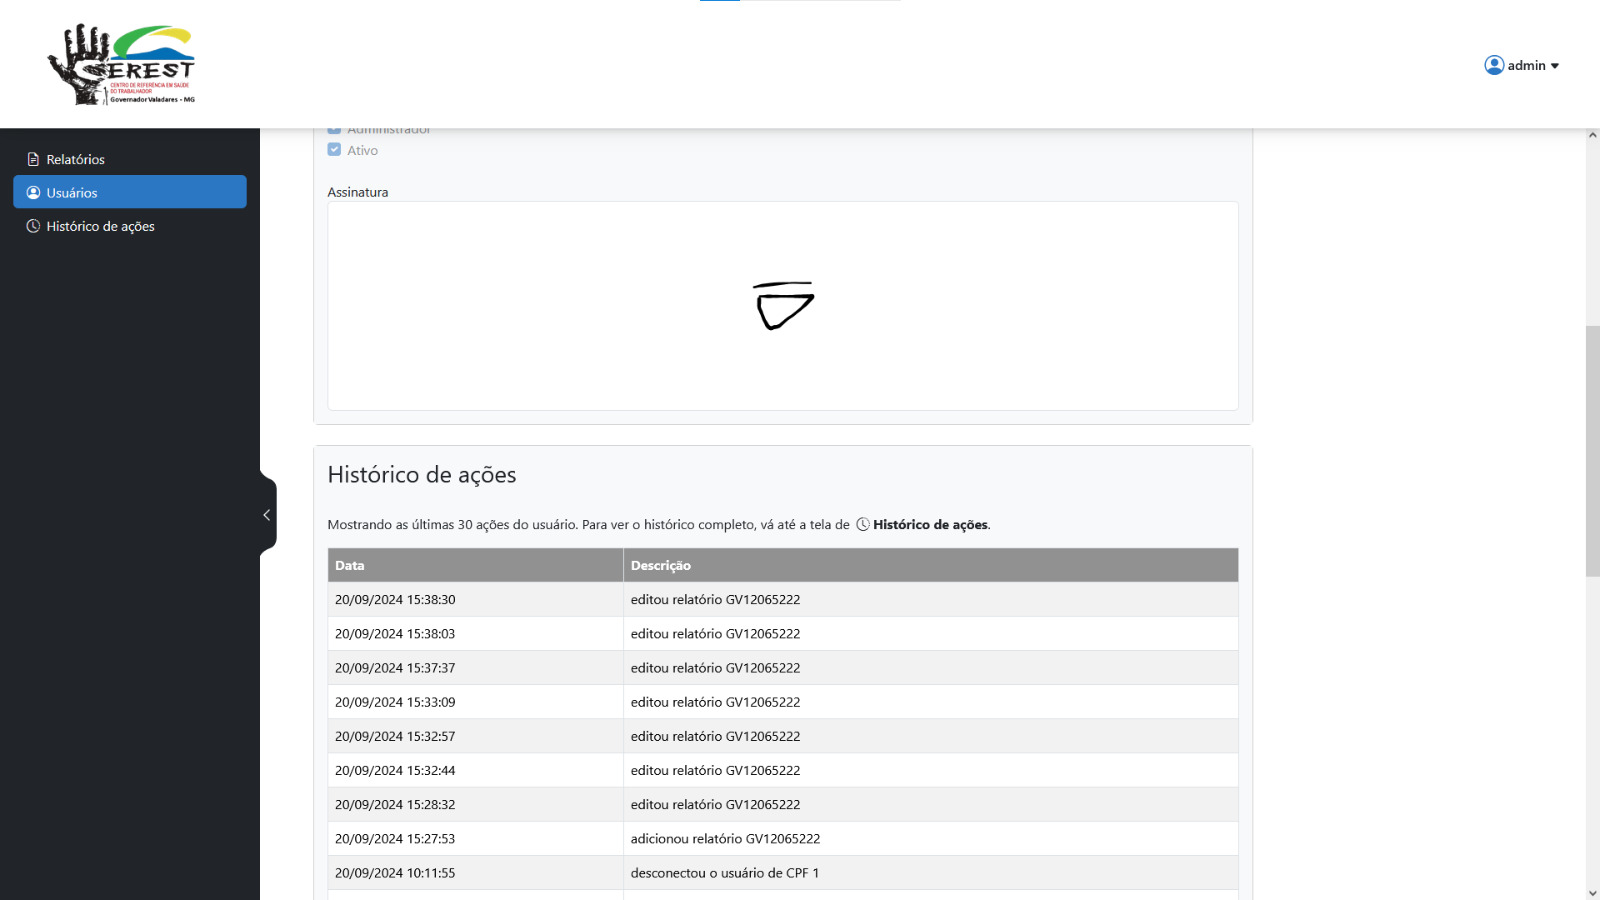 CEREST
CENTRO DE REFERÊNCIA EM SAÚDE
DO TRABALHADOR
Governador Valadares - MG
admin
Relatórios
Usuários
Histórico de ações
Administrador
Ativo
Assinatura
Histórico de ações
Mostrando as últimas 30 ações do usuário. Para ver o histórico completo, vá até a tela de Histórico de ações.
Data Descrição
20/09/2024 15:38:30 editou relatório GV12065222
20/09/2024 15:38:03 editou relatório GV12065222
20/09/2024 15:37:37 editou relatório GV12065222
20/09/2024 15:33:09 editou relatório GV12065222
20/09/2024 15:32:57 editou relatório GV12065222
20/09/2024 15:32:44 editou relatório GV12065222
20/09/2024 15:28:32 editou relatório GV12065222
20/09/2024 15:27:53 adicionou relatório GV12065222
20/09/2024 10:11:55 desconectou o usuário de CPF 1